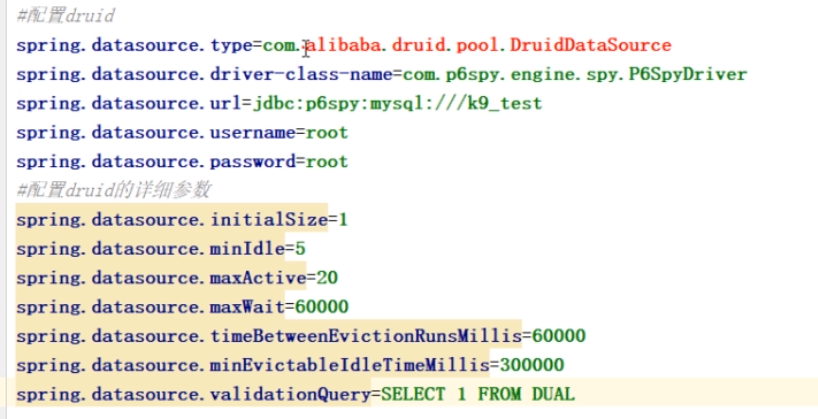 #配置druid
spring.datasource.type=com.alibaba.druid.pool.DruidDataSource
spring.datasource.driver-class-name=com.p6spy.engine.spy.P6SpyDriver
spring.datasource.url=jdbc:p6spy:mysql:///k9_test
spring.datasource.username=root
spring.datasource.password=root
#配置druid的详细参数
spring.datasource.initialSize=1
spring.datasource.minIdle=5
spring.datasource.maxActive=20
spring.datasource.maxWait=60000
spring.datasource.timeBetweenEvictionRunsMillis=60000
spring.datasource.minEvictableIdleTimeMillis=300000
spring.datasource.validationQuery=SELECT 1 FROM DUAL